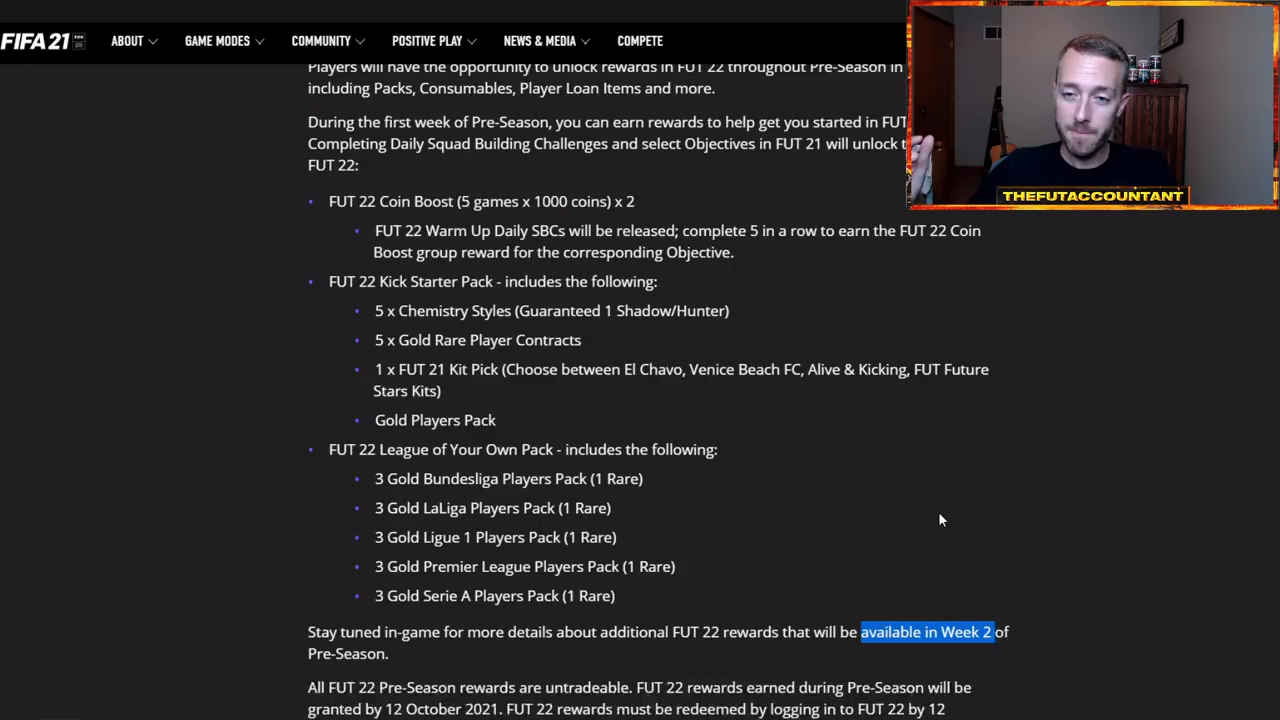 FIFA 21
ABOUT
GAME MODES
COMMUNITY
POSITIVE PLAY
NEWS & MEDIA
COMPETE
Players will have the opportunity to unlock rewards in FUT 22 throughout Pre-Season in
including Packs, Consumables, Player Loan Items and more.
During the first week of Pre-Season, you can earn rewards to help get you started in FUT
Completing Daily Squad Building Challenges and select Objectives in FUT 21 will unlock
FUT 22:
• FUT 22 CoinBoost (5 games x 1000 coins) x 2
• FUT 22 Warm Up Daily SBCs will be released; complete 5 in a row to earn the FUT 22 Coin
Boost group reward for the corresponding Objective.
• FUT 22 Kick Starter Pack - includes the following:
• 5 x Chemistry Styles (Guaranteed 1 Shadow/Hunter)
• 5 x Gold Rare Player Contracts
• 1 x FUT 21 Kit Pick (Choose between El Chavo, Venice Beach FC, Alive & Kicking, FUT Future
Stars Kits)
• Gold Players Pack
• FUT 22 League of Your Own Pack - includes the following:
• 3 Gold Bundesliga Players Pack (1 Rare)
• 3 Gold LaLiga Players Pack (1 Rare)
• 3 Gold Ligue 1 Players Pack (1 Rare)
• 3 Gold Premier League Players Pack (1 Rare)
• 3 Gold Serie A Players Pack (1 Rare)
Stay tuned in-game for more details about additional FUT 22 rewards that will be available in Week 2 of
Pre-Season.
All FUT 22 Pre-Season rewards are untradeable. FUT 22 rewards earned during Pre-Season will be
granted by 12 October 2021. FUT 22 rewards must be redeemed by logging in to FUT 22 by 12
THEFUTACCOUNTANT